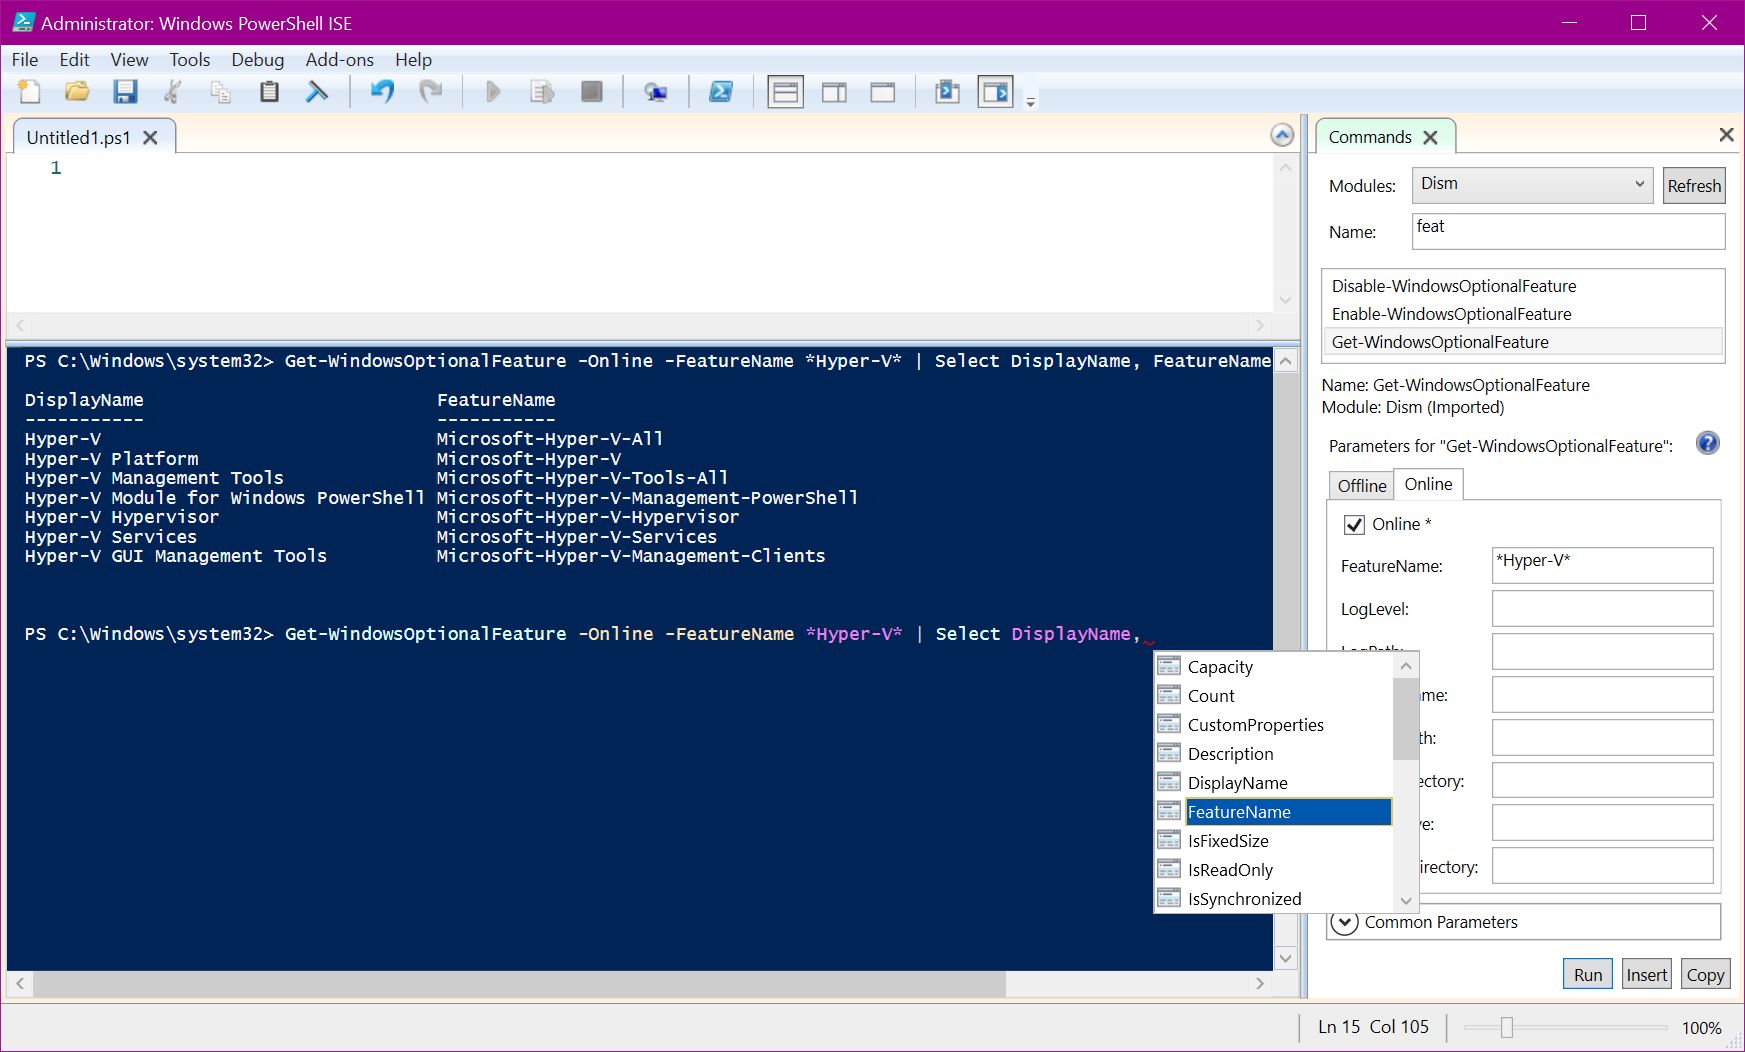 Administrator: Windows PowerShell ISE
File Edit View Tools Debug Add-ons Help
Untitled1.ps1
1
PS C:\Windows\system32> Get-WindowsOptionalFeature -Online -FeatureName *Hyper-V* | Select DisplayName, FeatureName
DisplayName FeatureName
----------- -----------
Hyper-V Microsoft-Hyper-V-All
Hyper-V Platform Microsoft-Hyper-V
Hyper-V Management Tools Microsoft-Hyper-V-Tools-All
Hyper-V Module for Windows PowerShell Microsoft-Hyper-V-Management-PowerShell
Hyper-V Hypervisor Microsoft-Hyper-V-Hypervisor
Hyper-V Services Microsoft-Hyper-V-Services
Hyper-V GUI Management Tools Microsoft-Hyper-V-Management-Clients
PS C:\Windows\system32> Get-WindowsOptionalFeature -Online -FeatureName *Hyper-V* | Select DisplayName,
Capacity
Count
CustomProperties
Description
DisplayName
FeatureName
IsFixedSize
IsReadOnly
IsSynchronized
Commands
Modules: Dism Refresh
Name: feat
Disable-WindowsOptionalFeature
Enable-WindowsOptionalFeature
Get-WindowsOptionalFeature
Name: Get-WindowsOptionalFeature
Module: Dism (Imported)
Parameters for "Get-WindowsOptionalFeature":
Offline Online
Online *
FeatureName: *Hyper-V*
LogLevel:
me:
th:
ectory:
ve:
irectory:
Common Parameters
Run Insert Copy
Ln 15 Col 105 100%